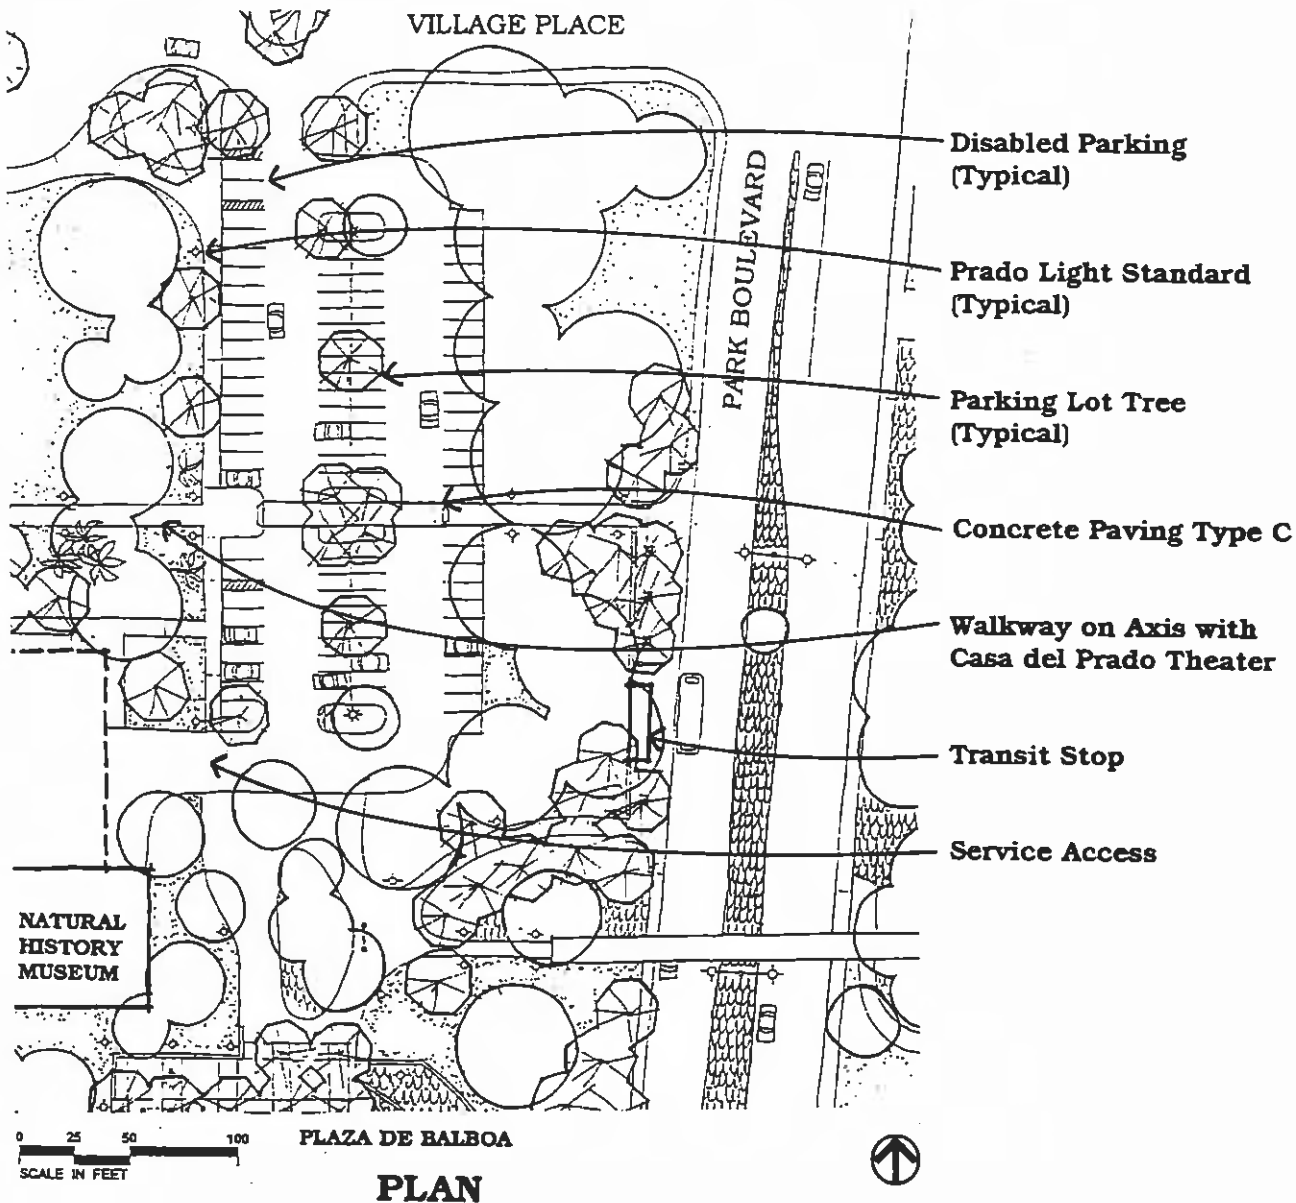 VILLAGE PLACE
Disabled Parking
(Typical)
PARK BOULEVARD
Prado Light Standard
(Typical)
Parking Lot Tree
(Typical)
Concrete Paving Type C
Walkway on Axis with
Casa del Prado Theater
Transit Stop
Service Access
NATURAL
HISTORY
MUSEUM
0 25 50 100
SCALE IN FEET
PLAZA DE BALBOA
PLAN